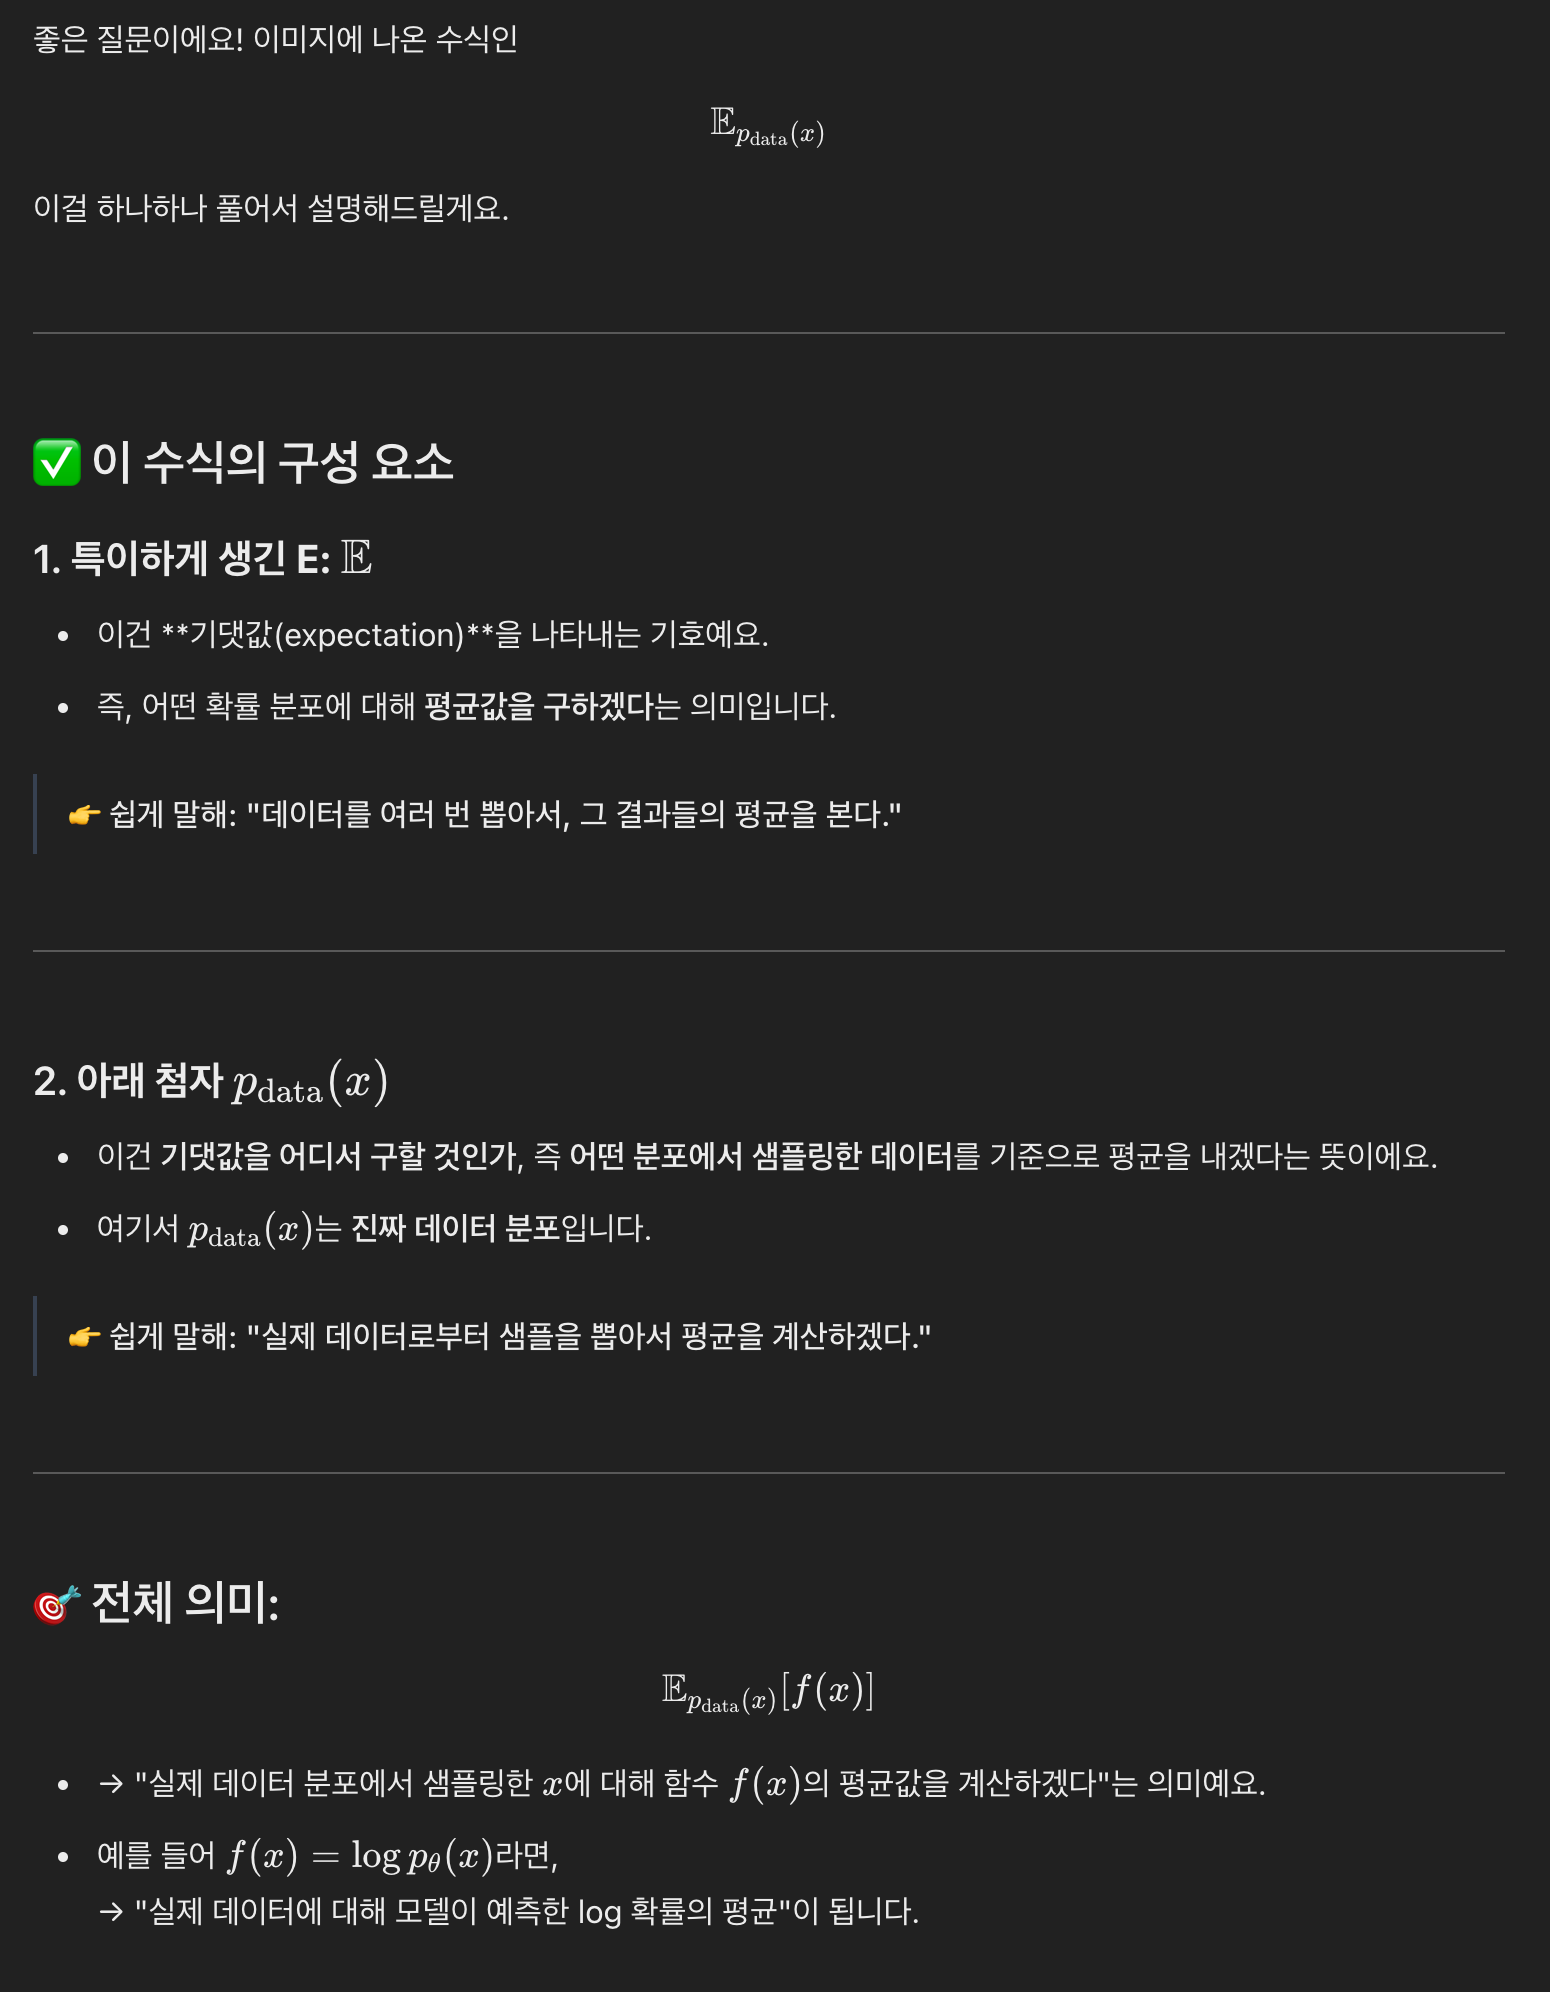 좋은 질문이에요! 이미지에 나온 수식인
𝔼_{p_{data}(x)}
이걸 하나하나 풀어서 설명해드릴게요.
✅ 이 수식의 구성 요소
1. 특이하게 생긴 E: 𝔼
• 이건 **기댓값(expectation)**을 나타내는 기호예요.
• 즉, 어떤 확률 분포에 대해 평균값을 구하겠다는 의미입니다.
👉 쉽게 말해: "데이터를 여러 번 뽑아서, 그 결과들의 평균을 본다."
2. 아래 첨자 p_{data}(x)
• 이건 기댓값을 어디서 구할 것인가, 즉 어떤 분포에서 샘플링한 데이터를 기준으로 평균을 내겠다는 뜻이에요.
• 여기서 p_{data}(x)는 진짜 데이터 분포입니다.
👉 쉽게 말해: "실제 데이터로부터 샘플을 뽑아서 평균을 계산하겠다."
🎯 전체 의미:
𝔼_{p_{data}(x)}[f(x)]
• → "실제 데이터 분포에서 샘플링한 x에 대해 함수 f(x)의 평균값을 계산하겠다"는 의미예요.
• 예를 들어 f(x) = log p_θ(x)라면,
→ "실제 데이터에 대해 모델이 예측한 log 확률의 평균"이 됩니다.